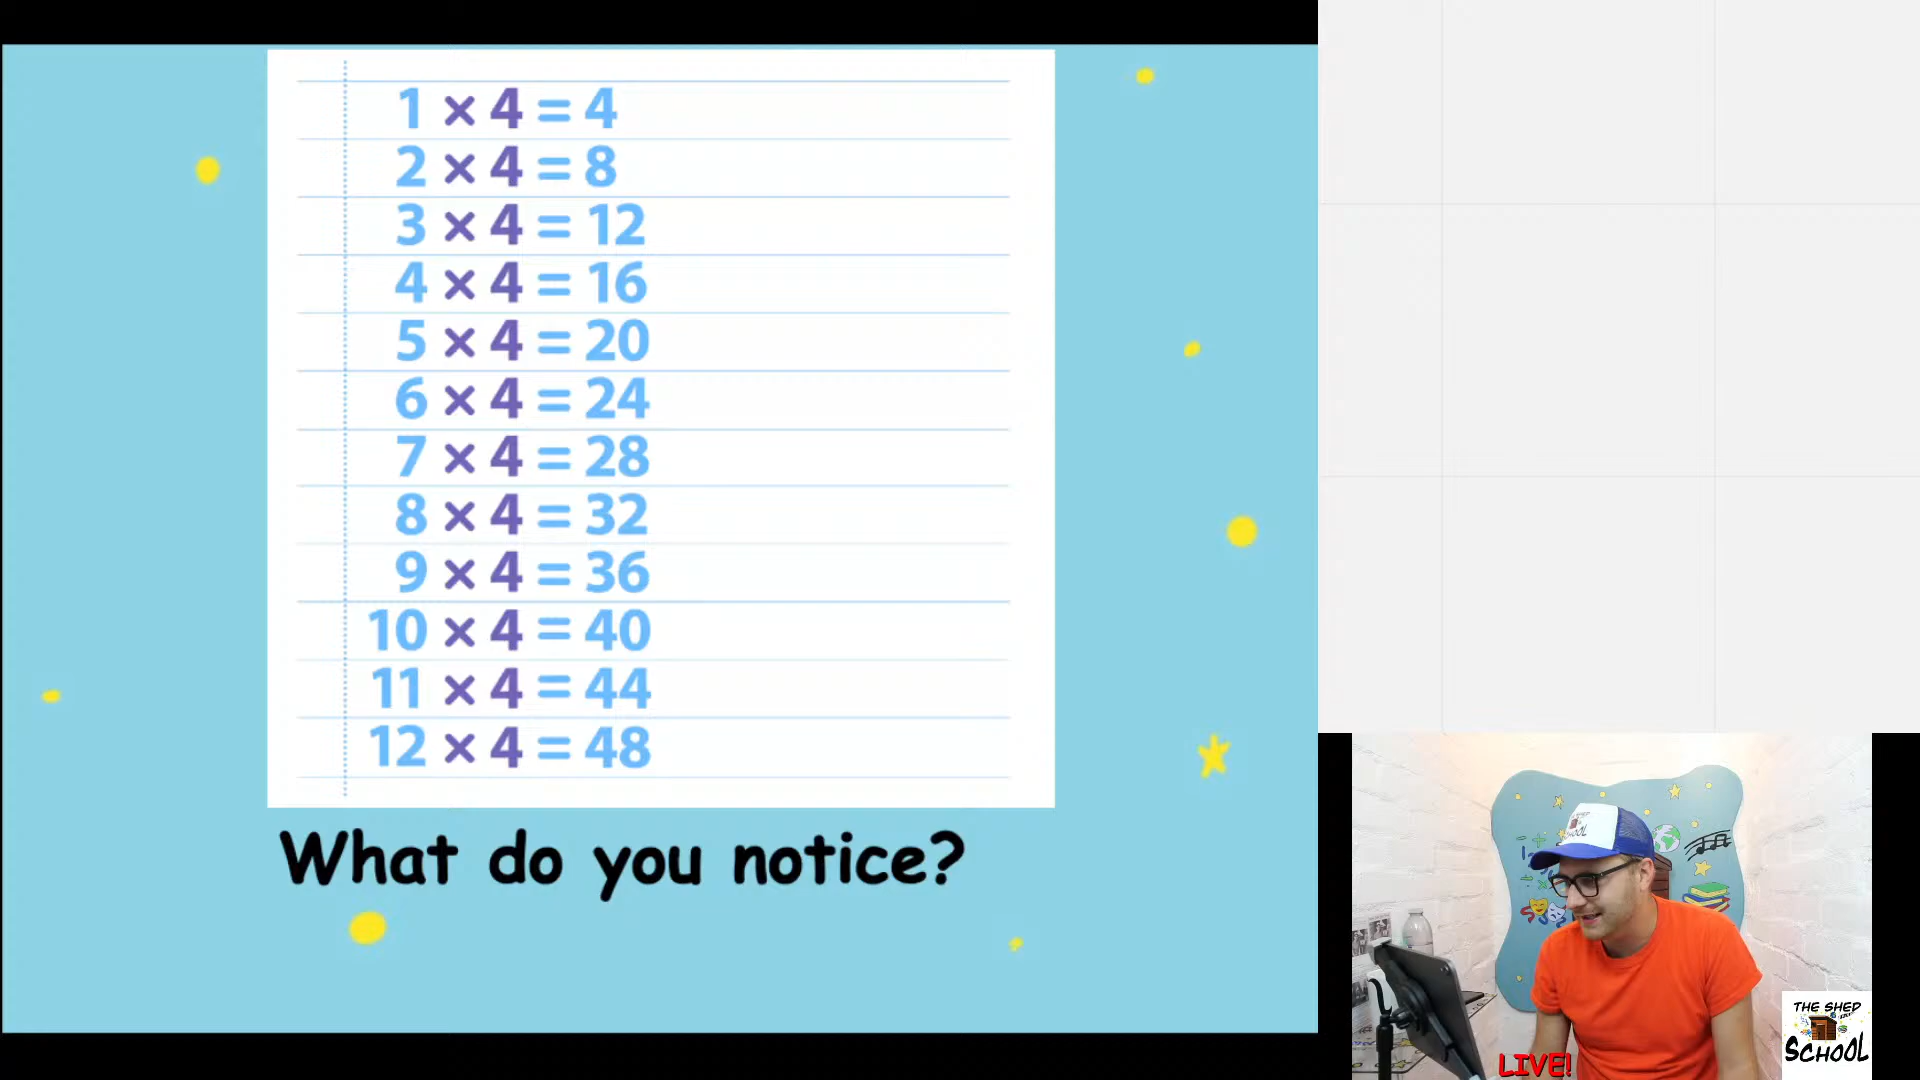 1 × 4 = 4
2 × 4 = 8
3 × 4 = 12
4 × 4 = 16
5 × 4 = 20
6 × 4 = 24
7 × 4 = 28
8 × 4 = 32
9 × 4 = 36
10 × 4 = 40
11 × 4 = 44
12 × 4 = 48
What do you notice?
LIVE!
THE SHED
SCHOOL